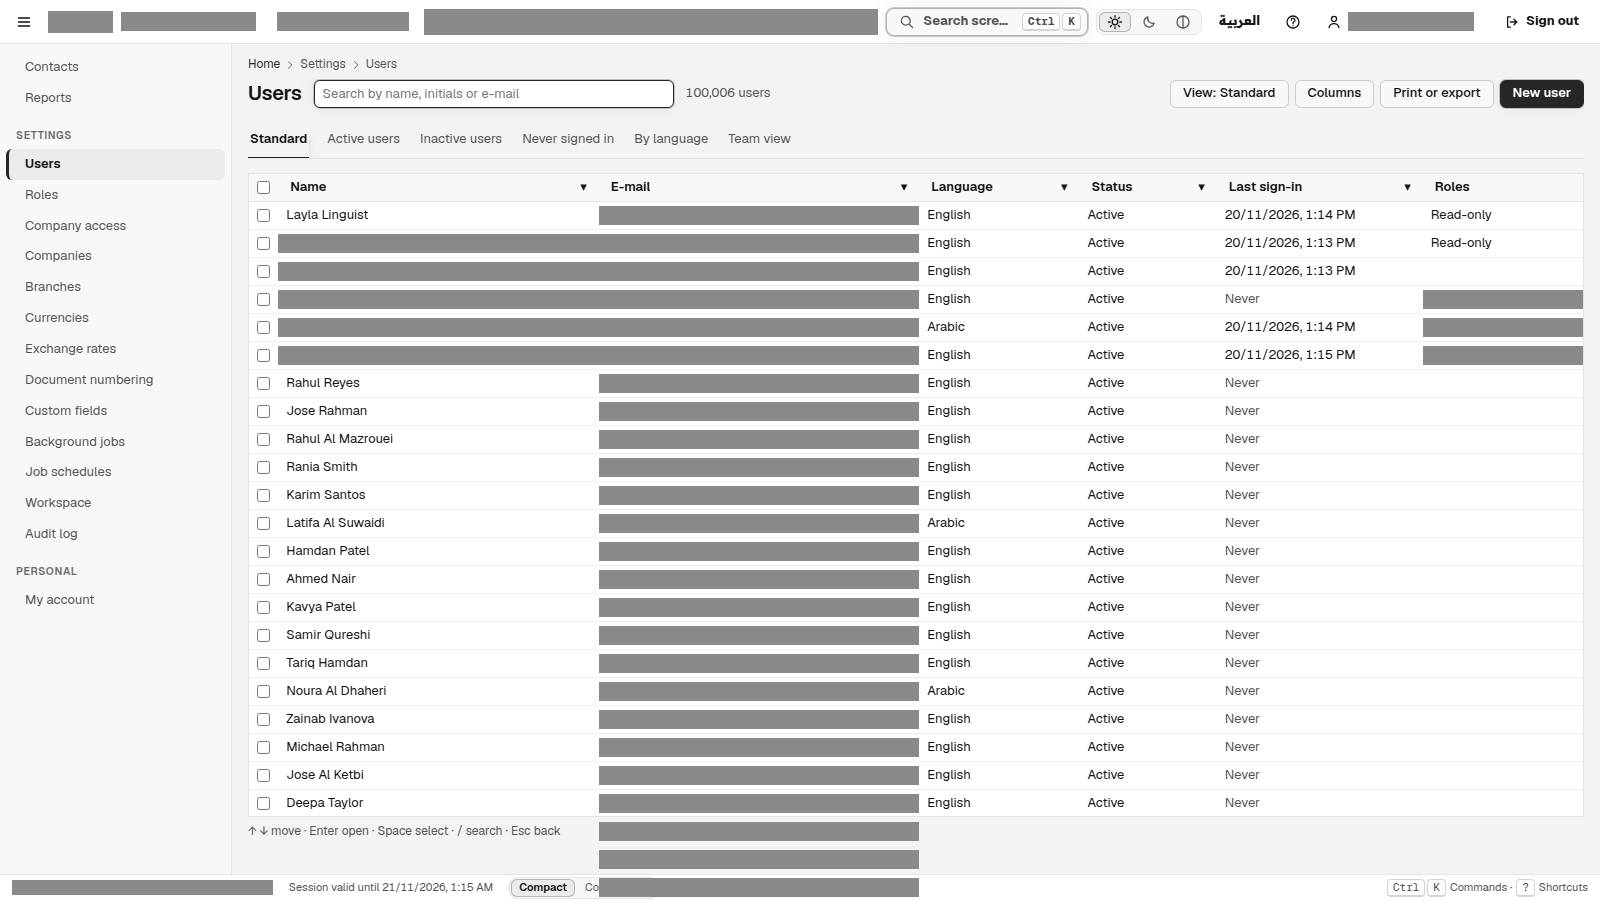 Search scre... Ctrl K العربية Sign out
Contacts
Reports
SETTINGS
Users
Roles
Company access
Companies
Branches
Currencies
Exchange rates
Document numbering
Custom fields
Background jobs
Job schedules
Workspace
Audit log
PERSONAL
My account
Home > Settings > Users
Users Search by name, initials or e-mail 100,006 users View: Standard Columns Print or export New user
Standard Active users Inactive users Never signed in By language Team view
Name ▼ E-mail ▼ Language ▼ Status ▼ Last sign-in ▼ Roles
Layla Linguist English Active 20/11/2026, 1:14 PM Read-only
English Active 20/11/2026, 1:13 PM Read-only
English Active 20/11/2026, 1:13 PM
English Active Never
Arabic Active 20/11/2026, 1:14 PM
English Active 20/11/2026, 1:15 PM
Rahul Reyes English Active Never
Jose Rahman English Active Never
Rahul Al Mazrouei English Active Never
Rania Smith English Active Never
Karim Santos English Active Never
Latifa Al Suwaidi Arabic Active Never
Hamdan Patel English Active Never
Ahmed Nair English Active Never
Kavya Patel English Active Never
Samir Qureshi English Active Never
Tariq Hamdan English Active Never
Noura Al Dhaheri Arabic Active Never
Zainab Ivanova English Active Never
Michael Rahman English Active Never
Jose Al Ketbi English Active Never
Deepa Taylor English Active Never
↑ ↓ move · Enter open · Space select · / search · Esc back
Session valid until 21/11/2026, 1:15 AM Compact Ctrl K Commands · ? Shortcuts